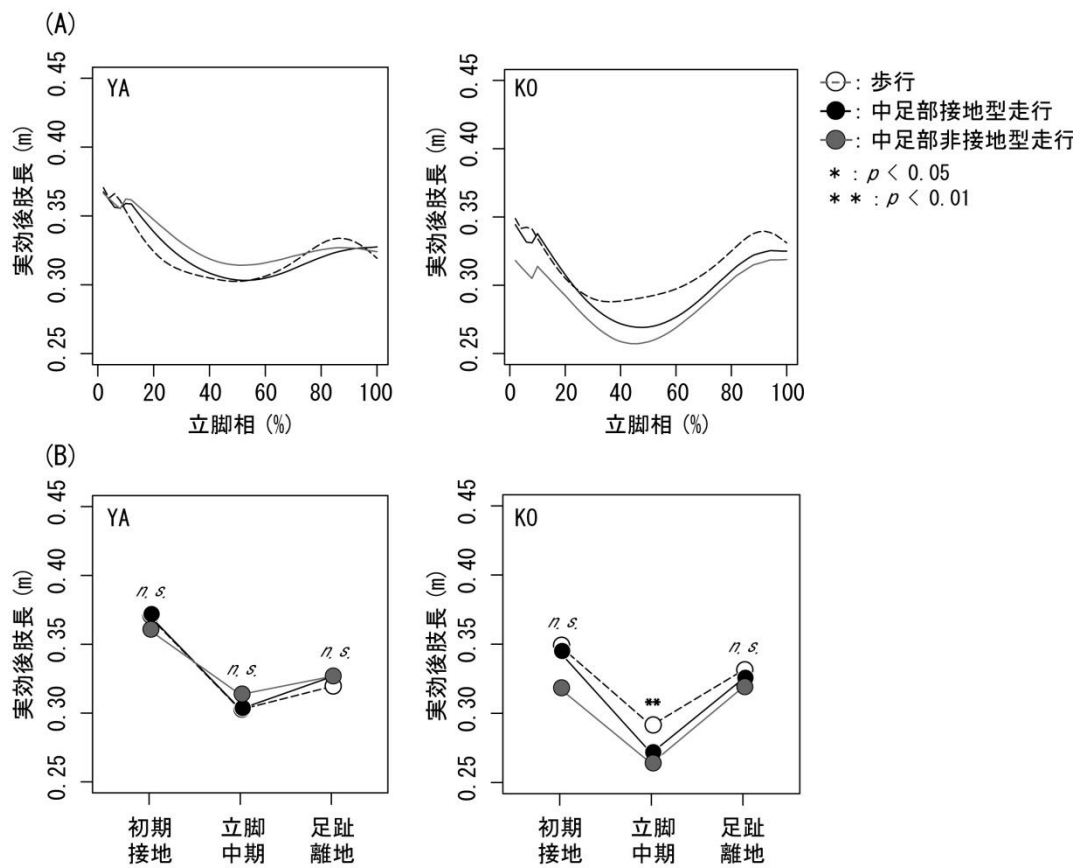 (A)
YA
実効後肢長 (m)
0.45
0.40
0.35
0.30
0.25
0 20 40 60 80 100
立脚相 (%)
KO
実効後肢長 (m)
0.45
0.40
0.35
0.30
0.25
0 20 40 60 80 100
立脚相 (%)
: 歩行
: 中足部接地型走行
: 中足部非接地型走行
* : p < 0.05
** : p < 0.01
(B)
YA
実効後肢長 (m)
0.45
0.40
0.35
0.30
0.25
n. s.
n. s.
n. s.
初期 立脚 足趾
接地 中期 離地
KO
実効後肢長 (m)
0.45
0.40
0.35
0.30
0.25
n. s.
**
n. s.
初期 立脚 足趾
接地 中期 離地